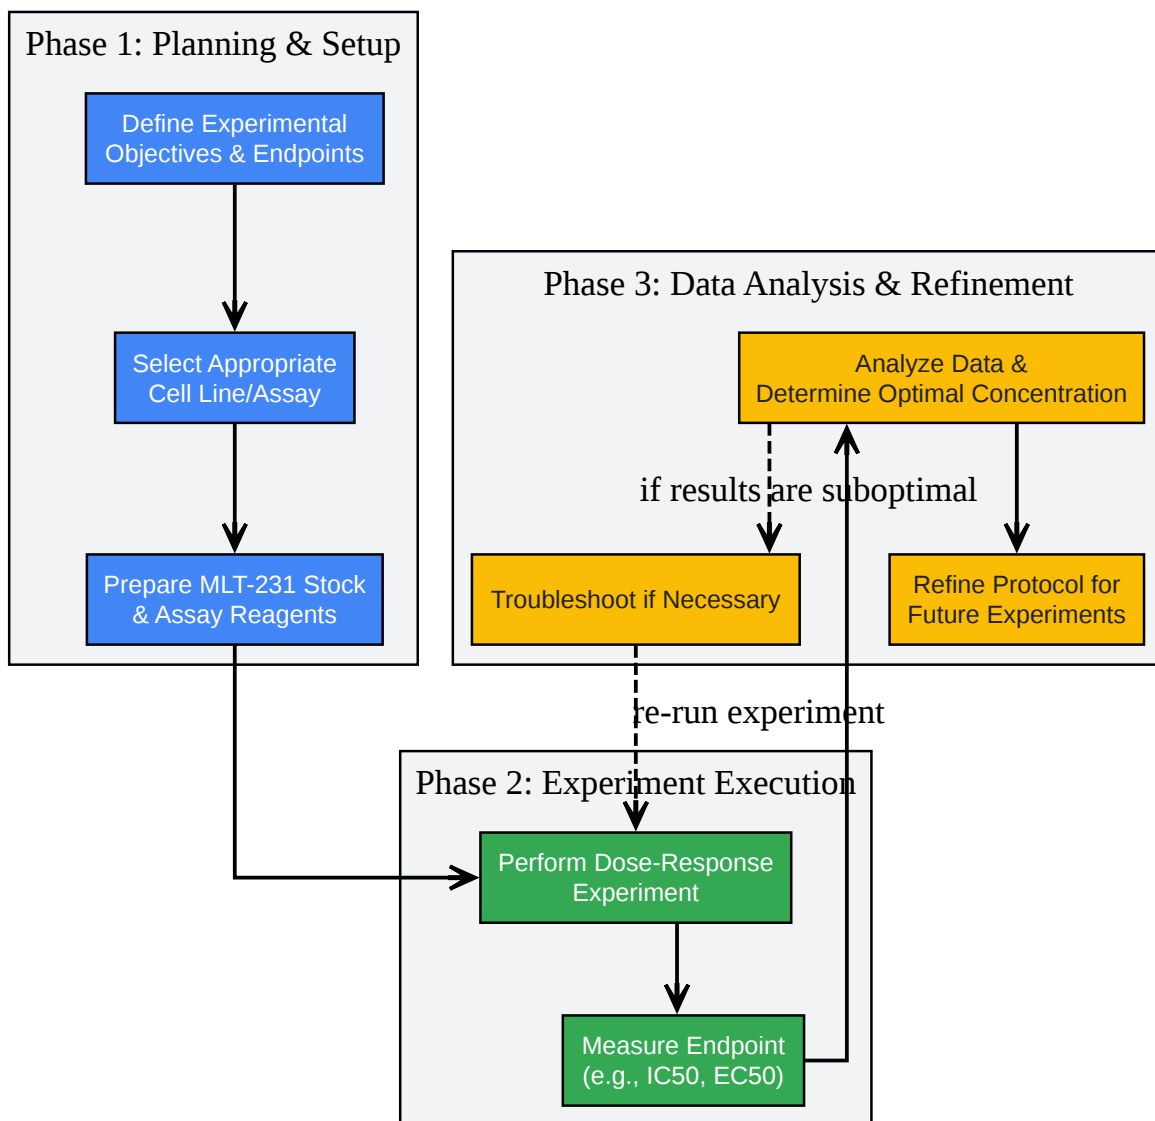 Phase 1: Planning & Setup
Define Experimental
Objectives & Endpoints
Select Appropriate
Cell Line/Assay
Prepare MLT-231 Stock
& Assay Reagents
Phase 3: Data Analysis & Refinement
Analyze Data &
Determine Optimal Concentration
if results are suboptimal
Troubleshoot if Necessary
Refine Protocol for
Future Experiments
re-run experiment
Phase 2: Experiment Execution
Perform Dose-Response
Experiment
Measure Endpoint
(e.g., IC50, EC50)